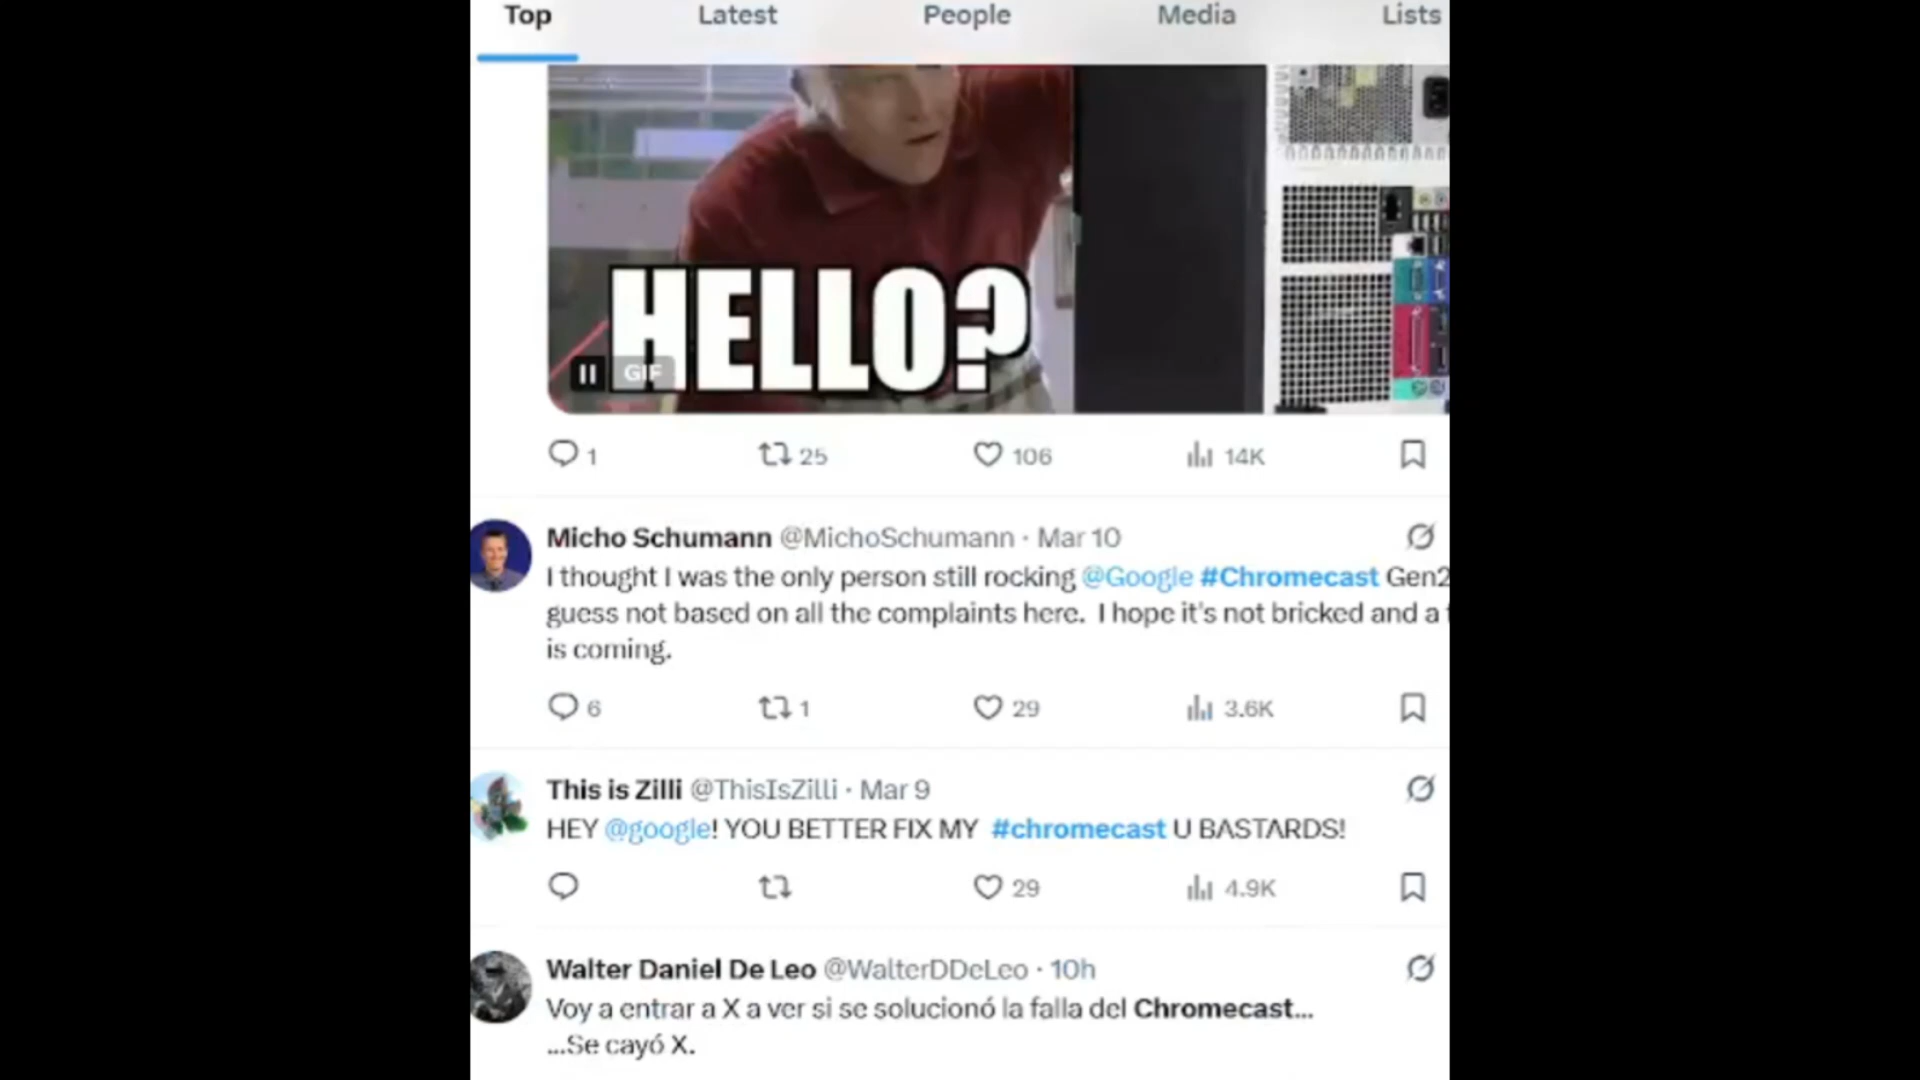 Top Latest People Media Lists
HELLO?
GIF
1 25 106 14K
Micho Schumann @MichoSchumann · Mar 10
I thought I was the only person still rocking @Google #Chromecast Gen2
guess not based on all the complaints here. I hope it's not bricked and a
is coming.
6 1 29 3.6K
This is Zilli @ThisIsZilli · Mar 9
HEY @google! YOU BETTER FIX MY #chromecast U BASTARDS!
29 4.9K
Walter Daniel De Leo @WalterDDeLeo · 10h
Voy a entrar a X a ver si se solucionó la falla del Chromecast...
...Se cayó X.